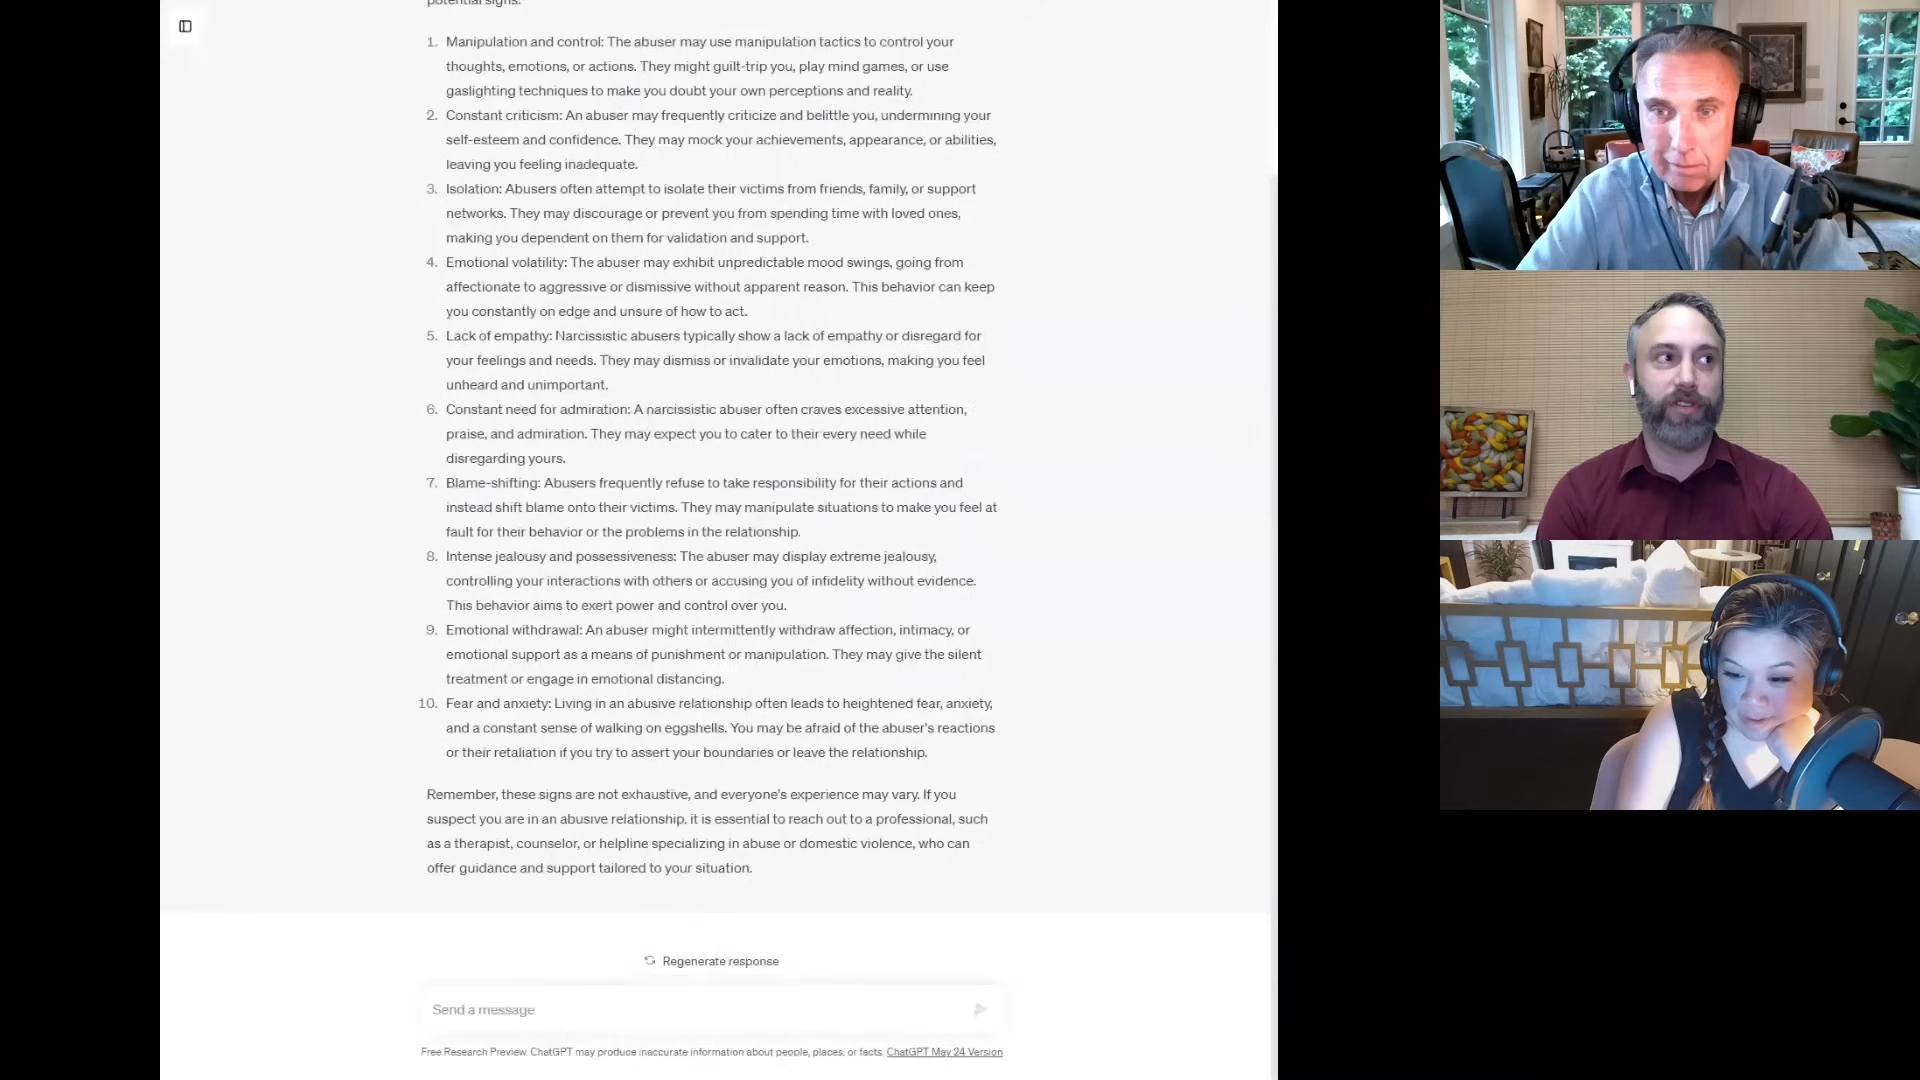 potential signs:
1. Manipulation and control: The abuser may use manipulation tactics to control your
thoughts, emotions, or actions. They might guilt-trip you, play mind games, or use
gaslighting techniques to make you doubt your own perceptions and reality.
2. Constant criticism: An abuser may frequently criticize and belittle you, undermining your
self-esteem and confidence. They may mock your achievements, appearance, or abilities,
leaving you feeling inadequate.
3. Isolation: Abusers often attempt to isolate their victims from friends, family, or support
networks. They may discourage or prevent you from spending time with loved ones,
making you dependent on them for validation and support.
4. Emotional volatility: The abuser may exhibit unpredictable mood swings, going from
affectionate to aggressive or dismissive without apparent reason. This behavior can keep
you constantly on edge and unsure of how to act.
5. Lack of empathy: Narcissistic abusers typically show a lack of empathy or disregard for
your feelings and needs. They may dismiss or invalidate your emotions, making you feel
unheard and unimportant.
6. Constant need for admiration: A narcissistic abuser often craves excessive attention,
praise, and admiration. They may expect you to cater to their every need while
disregarding yours.
7. Blame-shifting: Abusers frequently refuse to take responsibility for their actions and
instead shift blame onto their victims. They may manipulate situations to make you feel at
fault for their behavior or the problems in the relationship.
8. Intense jealousy and possessiveness: The abuser may display extreme jealousy,
controlling your interactions with others or accusing you of infidelity without evidence.
This behavior aims to exert power and control over you.
9. Emotional withdrawal: An abuser might intermittently withdraw affection, intimacy, or
emotional support as a means of punishment or manipulation. They may give the silent
treatment or engage in emotional distancing.
10. Fear and anxiety: Living in an abusive relationship often leads to heightened fear, anxiety,
and a constant sense of walking on eggshells. You may be afraid of the abuser's reactions
or their retaliation if you try to assert your boundaries or leave the relationship.
Remember, these signs are not exhaustive, and everyone's experience may vary. If you
suspect you are in an abusive relationship, it is essential to reach out to a professional, such
as a therapist, counselor, or helpline specializing in abuse or domestic violence, who can
offer guidance and support tailored to your situation.
Regenerate response
Send a message
Free Research Preview. ChatGPT may produce inaccurate information about people, places, or facts. ChatGPT May 24 Version